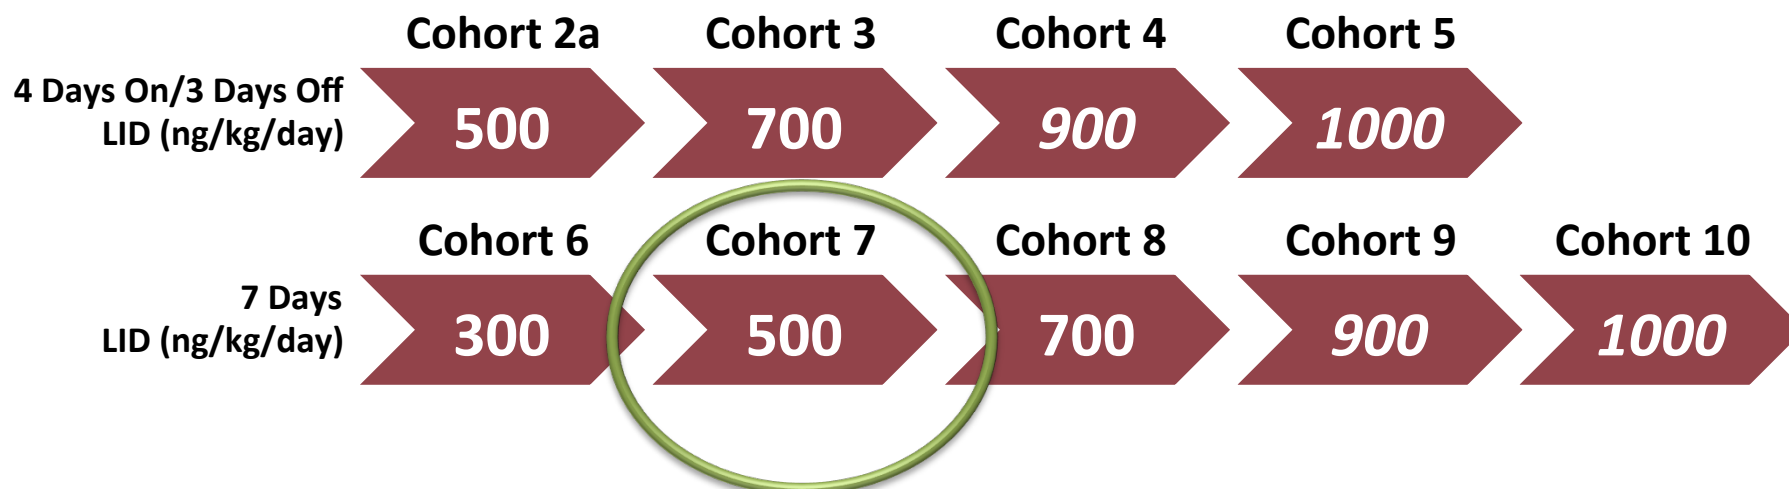 Cohort 2a Cohort 3 Cohort 4 Cohort 5
4 Days On/3 Days Off
LID (ng/kg/day)
500 700 900 1000
Cohort 6 Cohort 7 Cohort 8 Cohort 9 Cohort 10
7 Days
LID (ng/kg/day)
300 500 700 900 1000